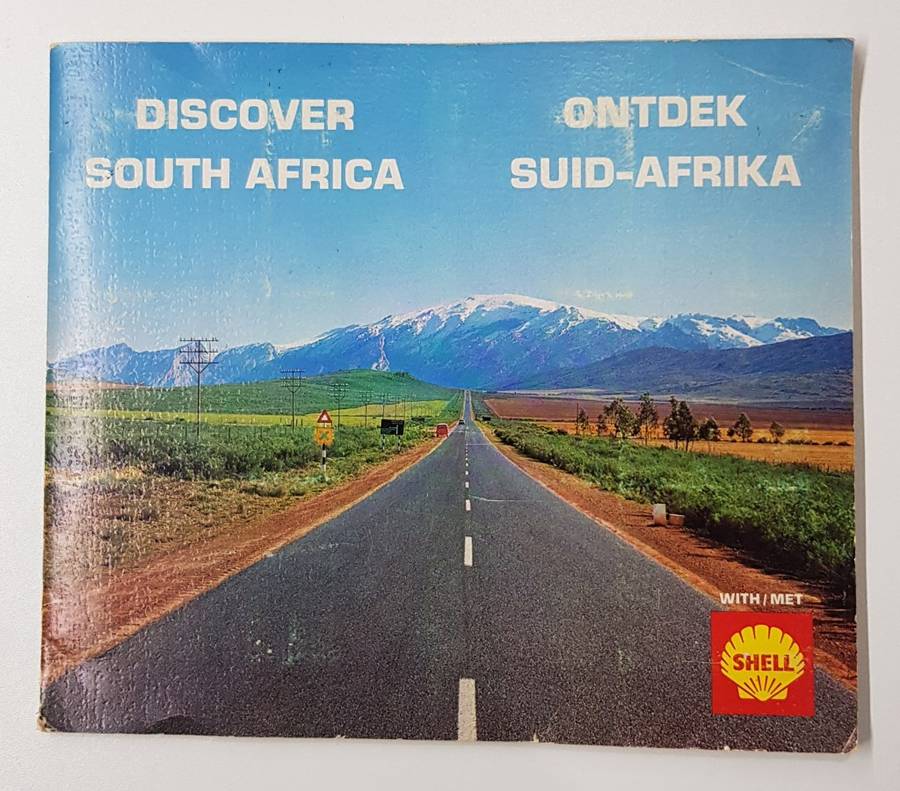 DISCOVER
SOUTH AFRICA
ONTDEK
SUID-AFRIKA
WITH / MET
SHELL